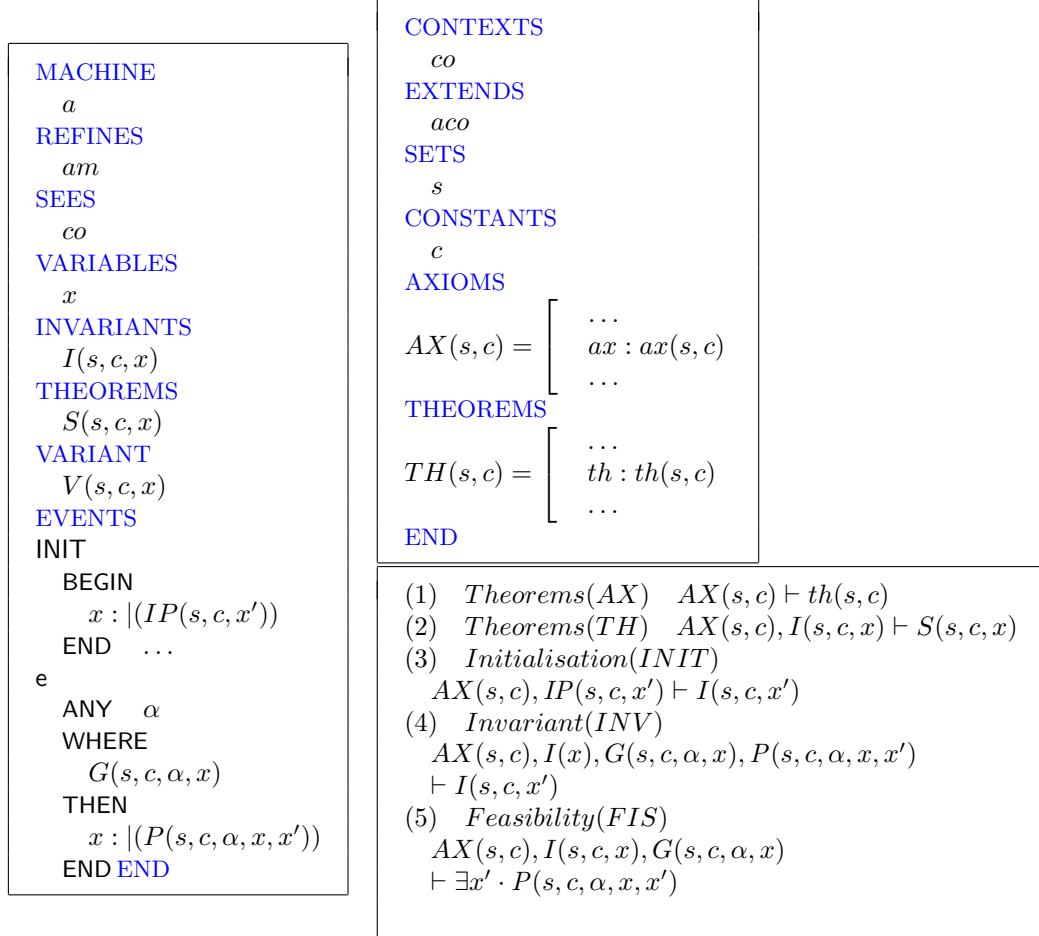 MACHINE
a
REFINES
am
SEES
co
VARIABLES
x
INVARIANTS
I(s, c, x)
THEOREMS
S(s, c, x)
VARIANT
V(s, c, x)
EVENTS
INIT
BEGIN
x : |(IP(s, c, x′))
END . . .
e
ANY α
WHERE
G(s, c, α, x)
THEN
x : |(P(s, c, α, x, x′))
END END
CONTEXTS
co
EXTENDS
aco
SETS
s
CONSTANTS
c
AXIOMS
. . .
AX(s, c) = [ ax : ax(s, c)
. . .
THEOREMS
. . .
TH(s, c) = [ th : th(s, c)
. . .
END
(1) Theorems(AX) AX(s, c) ⊢ th(s, c)
(2) Theorems(TH) AX(s, c), I(s, c, x) ⊢ S(s, c, x)
(3) Initialisation(INIT)
AX(s, c), IP(s, c, x′) ⊢ I(s, c, x′)
(4) Invariant(INV)
AX(s, c), I(x), G(s, c, α, x), P(s, c, α, x, x′)
⊢ I(s, c, x′)
(5) Feasibility(FIS)
AX(s, c), I(s, c, x), G(s, c, α, x)
⊢ ∃x′ · P(s, c, α, x, x′)